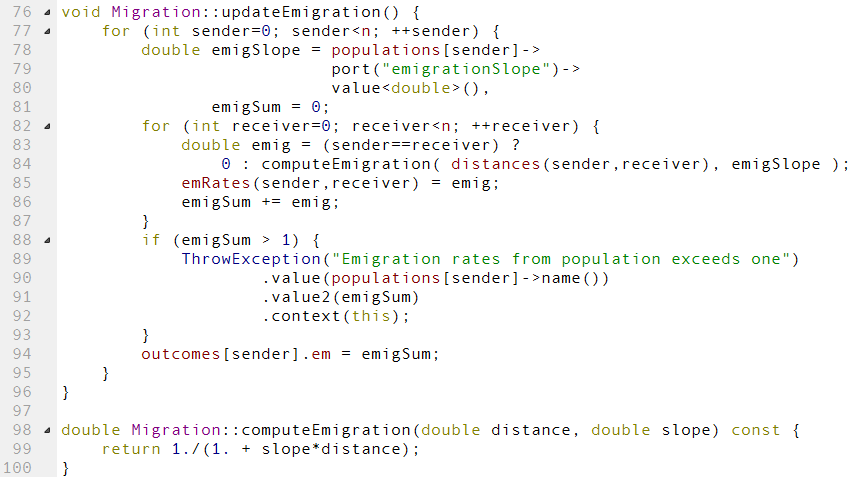 76 void Migration::updateEmigration() {
77     for (int sender=0; sender<n; ++sender) {
78         double emigSlope = populations[sender]->
79                            port("emigrationSlope")->
80                            value<double>(),
81                emigSum = 0;
82         for (int receiver=0; receiver<n; ++receiver) {
83             double emig = (sender==receiver) ?
84                 0 : computeEmigration( distances(sender,receiver), emigSlope );
85             emRates(sender,receiver) = emig;
86             emigSum += emig;
87         }
88         if (emigSum > 1) {
89             ThrowException("Emigration rates from population exceeds one")
90                     .value(populations[sender]->name())
91                     .value2(emigSum)
92                     .context(this);
93         }
94         outcomes[sender].em = emigSum;
95     }
96 }
97
98 double Migration::computeEmigration(double distance, double slope) const {
99     return 1./(1. + slope*distance);
100 }